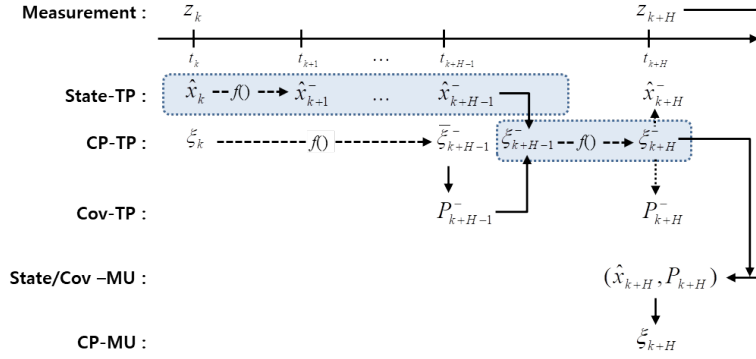 Measurement : z_k z_{k+H}
t_k t_{k+1} ... t_{k+H-1} t_{k+H}
State-TP : x̂_k f() x̂⁻_{k+1} ... x̂⁻_{k+H-1} x̂⁻_{k+H}
CP-TP : ξ_k f() ξ̄⁻_{k+H-1} ξ⁻_{k+H-1} f() ξ⁻_{k+H}
Cov-TP : P⁻_{k+H-1} P⁻_{k+H}
State/Cov –MU : (x̂_{k+H}, P_{k+H})
CP-MU : ξ_{k+H}